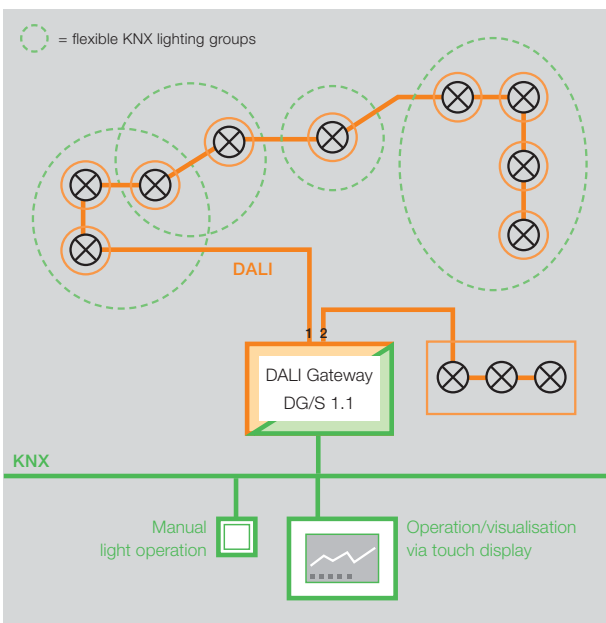 = flexible KNX lighting groups
DALI
1 2
DALI Gateway
DG/S 1.1
KNX
Manual
light operation
Operation/visualisation
via touch display